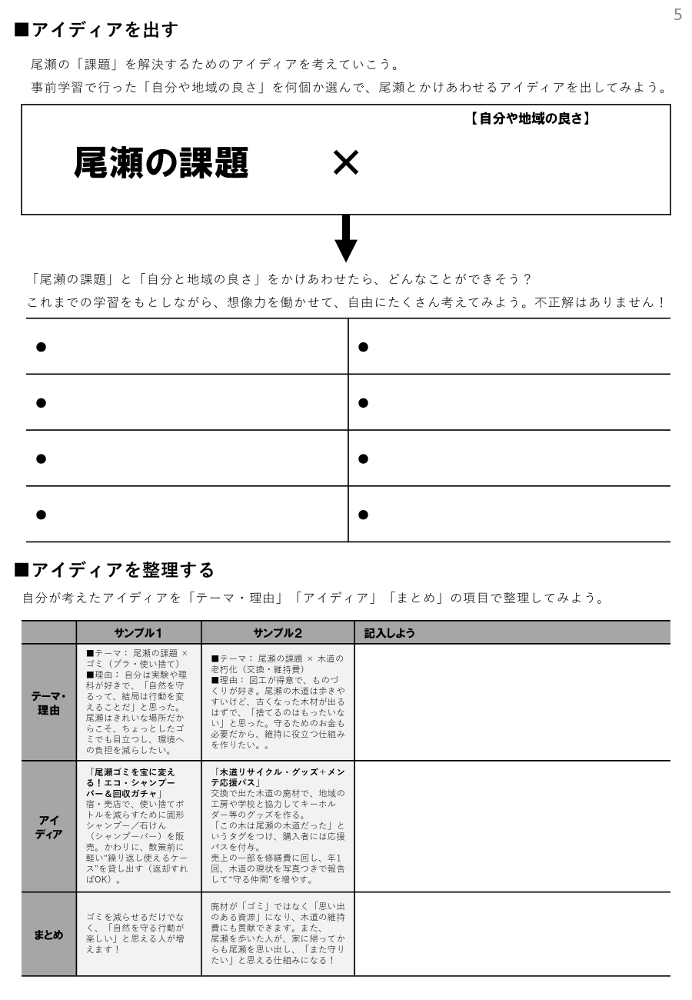 5
■アイディアを出す
尾瀬の「課題」を解決するためのアイディアを考えていこう。
事前学習で行った「自分や地域の良さ」を何個か選んで、尾瀬とかけあわせるアイディアを出してみよう。
【自分や地域の良さ】
尾瀬の課題 ×
「尾瀬の課題」と「自分と地域の良さ」をかけあわせたら、どんなことができそう？
これまでの学習をもとしながら、想像力を働かせて、自由にたくさん考えてみよう。不正解はありません！
● ●
● ●
● ●
● ●
■アイディアを整理する
自分が考えたアイディアを「テーマ・理由」「アイディア」「まとめ」の項目で整理してみよう。
サンプル１ サンプル２ 記入しよう
テーマ・
理由
■テーマ： 尾瀬の課題 ×
ゴミ（プラ・使い捨て）
■理由： 自分は実験や理
科が好きで、「自然を守
るって、結局は行動を変
えることだ」と思った。
尾瀬はきれいな場所だか
らこそ、ちょっとしたゴ
ミでも目立つし、環境へ
の負担を減らしたい。
■テーマ： 尾瀬の課題 × 木道の
老朽化（交換・維持費）
■理由： 図工が得意で、ものづ
くりが好き。尾瀬の木道は歩きや
すいけど、古くなった木材が出る
はずで、「捨てるのはもったいな
い」と思った。守るためのお金も
必要だから、維持に役立つ仕組み
を作りたい。。
アイ
ディア
「尾瀬ゴミを宝に変え
る！エコ・シャンプー
バー＆回収ガチャ」
宿・売店で、使い捨てボ
トルを減らすために固形
シャンプー／石けん
（シャンプーバー）を販
売。かわりに、散策前に
軽い“繰り返し使えるケー
ス”を貸し出す（返却すれ
ばOK）。
「木道リサイクル・グッズ＋メン
テ応援パス」
交換で出た木道の廃材で、地域の
工房や学校と協力してキーホル
ダー等のグッズを作る。
「この木は尾瀬の木道だった」と
いうタグをつけ、購入者には応援
パスを付与。
売上の一部を修繕費に回し、年1
回、木道の現状を写真つきで報告
して“守る仲間”を増やす。
まとめ
ゴミを減らせるだけでな
く、「自然を守る行動が
楽しい」と思える人が増
えます！
廃材が「ゴミ」ではなく「思い出
のある資源」になり、木道の維持
費にも貢献できます。また、
尾瀬を歩いた人が、家に帰ってか
らも尾瀬を思い出し、「また守り
たい」と思える仕組みになる！